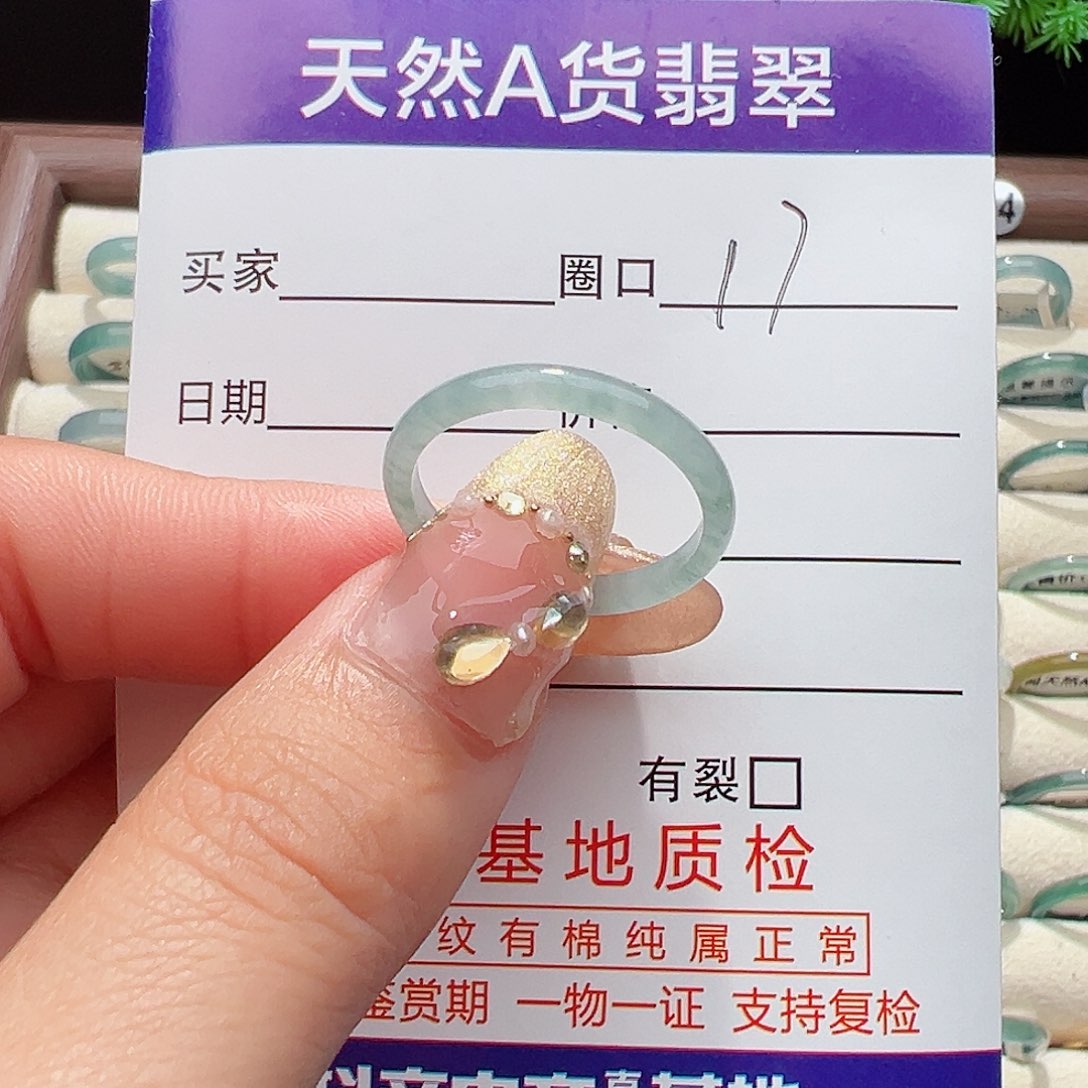 天然A货翡翠
买家 圈口 17
日期
有裂
基地质检
纹有棉纯属正常
鉴赏期 一物一证 支持复检